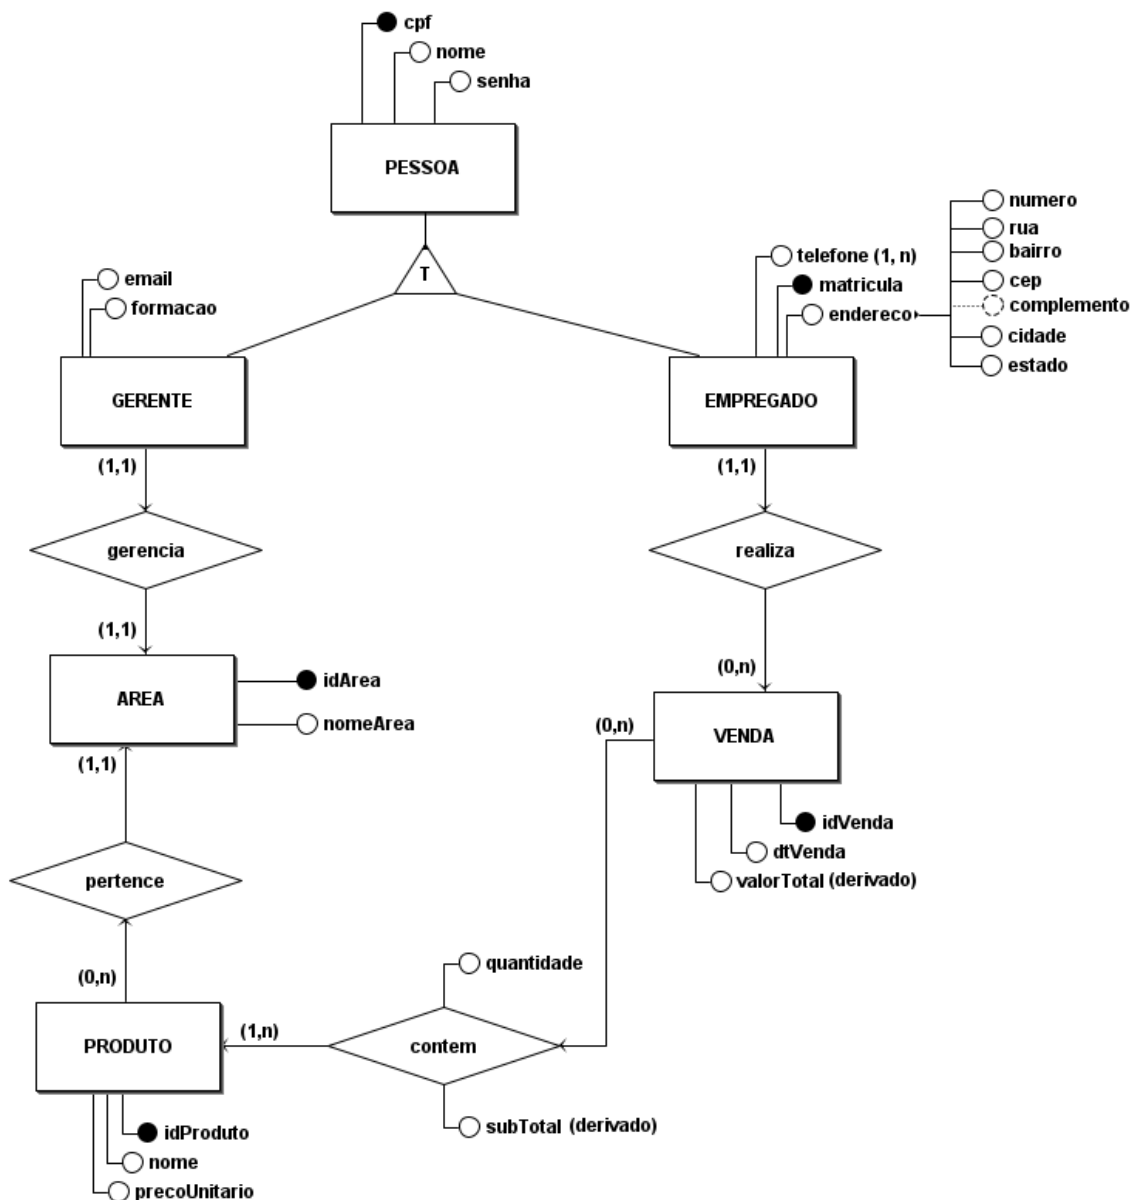 cpf
nome
senha
PESSOA
T
email
formacao
GERENTE
telefone (1, n)
matricula
endereco
numero
rua
bairro
cep
complemento
cidade
estado
EMPREGADO
(1,1)
(1,1)
gerencia
realiza
(1,1)
(0,n)
AREA
idArea
nomeArea
(0,n)
VENDA
(1,1)
idVenda
dtVenda
valorTotal (derivado)
pertence
(0,n)
quantidade
(1,n)
PRODUTO
contem
subTotal (derivado)
idProduto
nome
precoUnitario